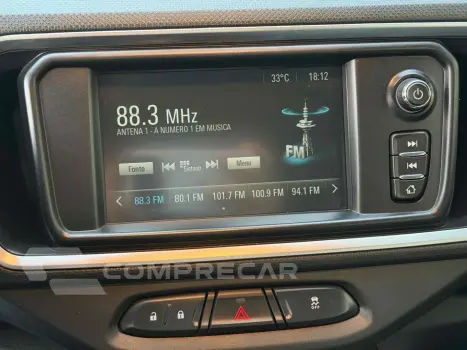 33°C 18:12
88.3 MHz
ANTENA 1 - A NUMERO 1 EM MUSICA
FM
Fonte Menu
88.3 FM 80.1 FM 101.7 FM 100.9 FM 94.1 FM
COMPRECAR
OFF